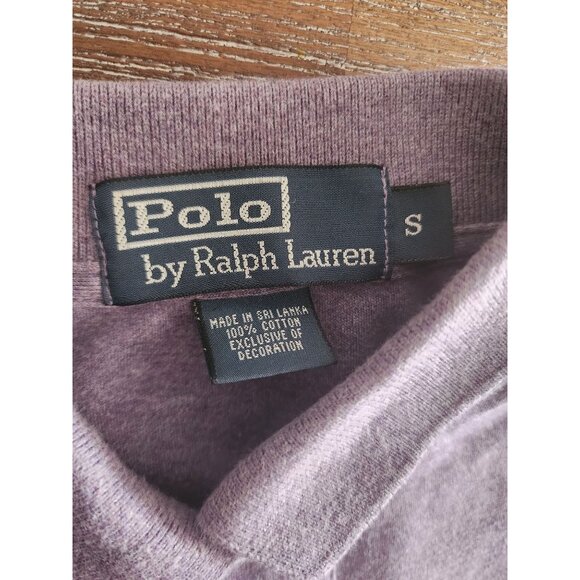 Polo
by Ralph Lauren
S
MADE IN SRI LANKA
100% COTTON
EXCLUSIVE OF
DECORATION